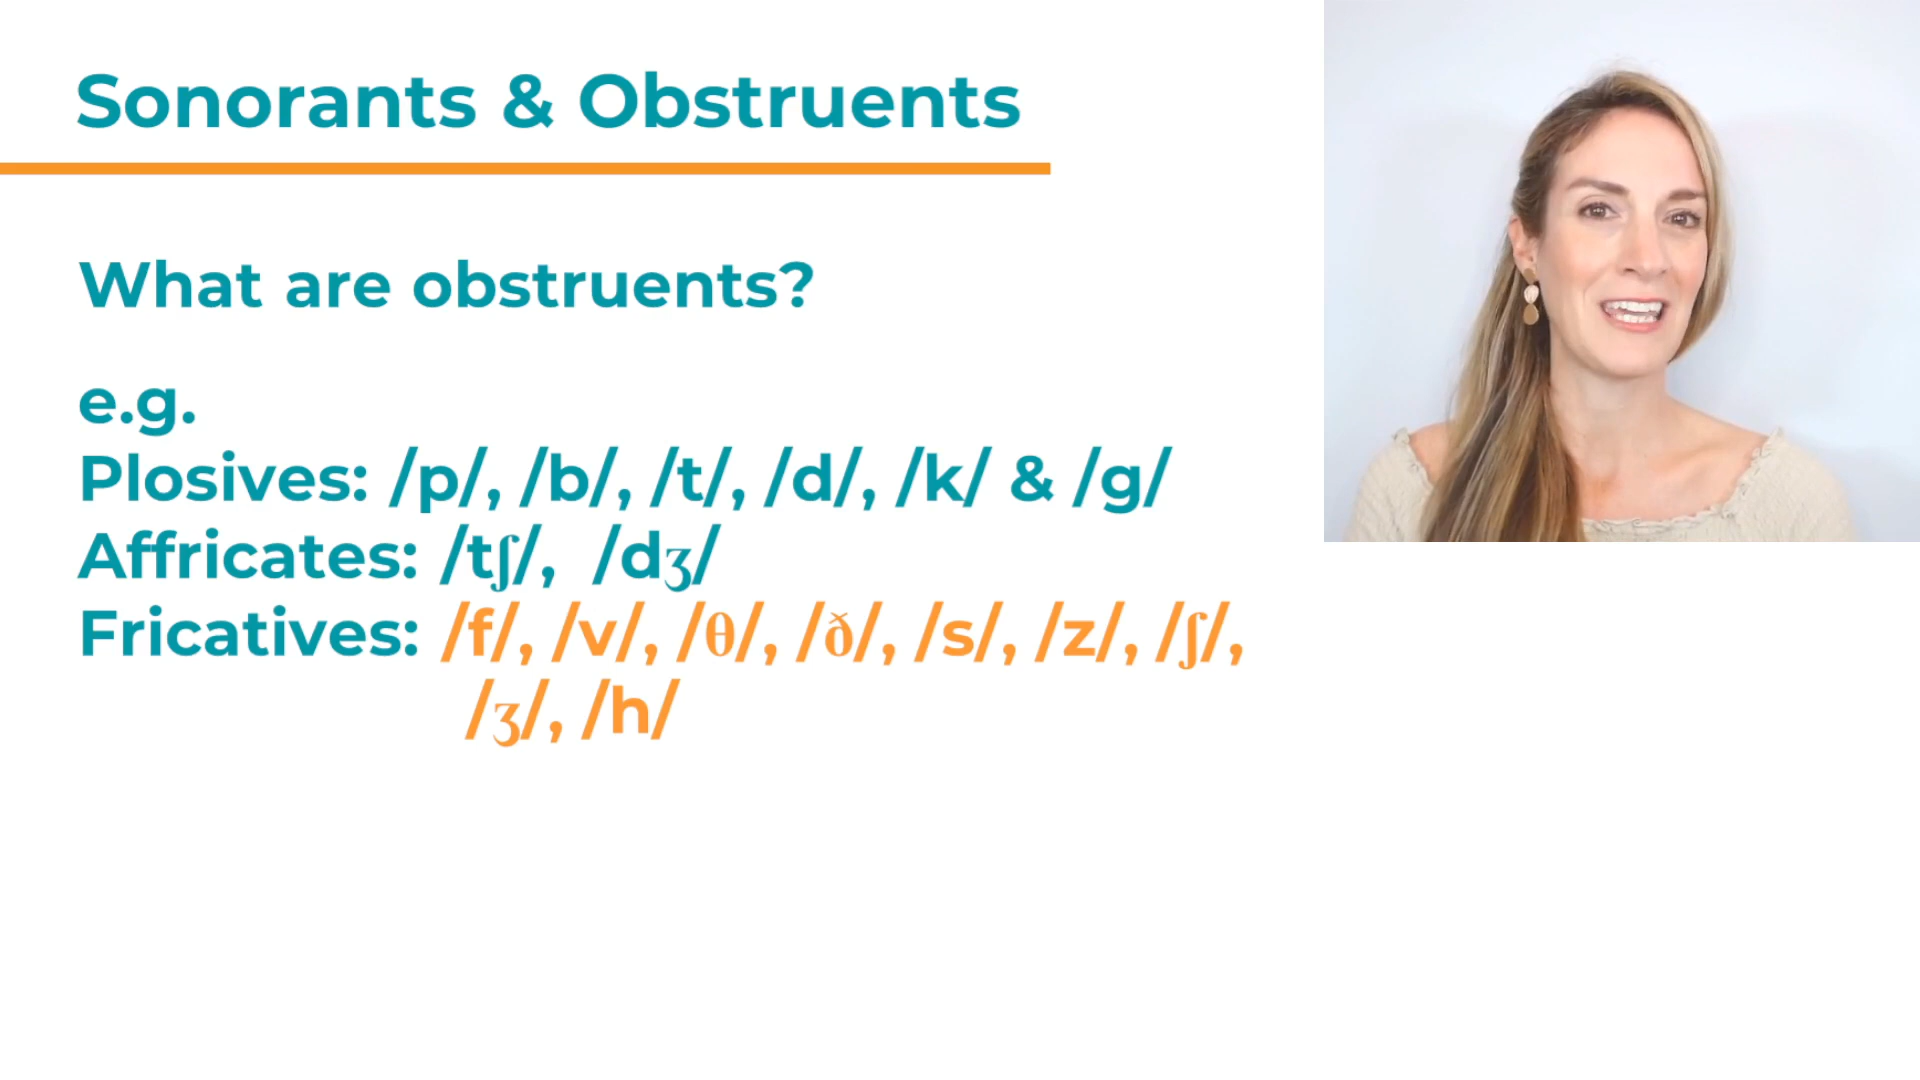 Sonorants & Obstruents
What are obstruents?
e.g.
Plosives: /p/, /b/, /t/, /d/, /k/ & /g/
Affricates: /tʃ/, /dʒ/
Fricatives: /f/, /v/, /θ/, /ð/, /s/, /z/, /ʃ/,
/ʒ/, /h/